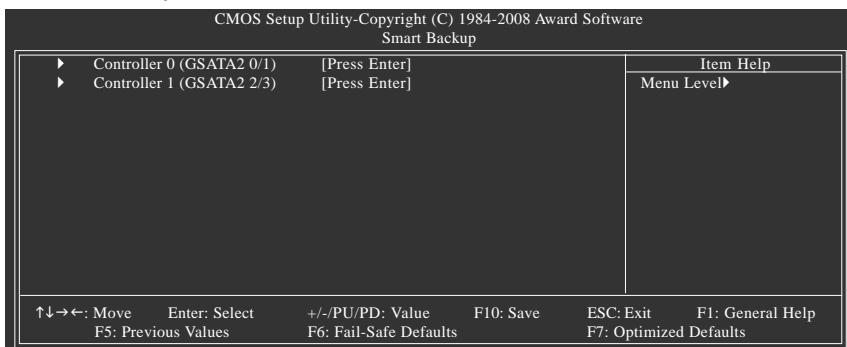 CMOS Setup Utility-Copyright (C) 1984-2008 Award Software
Smart Backup
▶ Controller 0 (GSATA2 0/1) [Press Enter]
▶ Controller 1 (GSATA2 2/3) [Press Enter]
Item Help
Menu Level▶
↑↓→←: Move Enter: Select +/-/PU/PD: Value F10: Save ESC: Exit F1: General Help
F5: Previous Values F6: Fail-Safe Defaults F7: Optimized Defaults